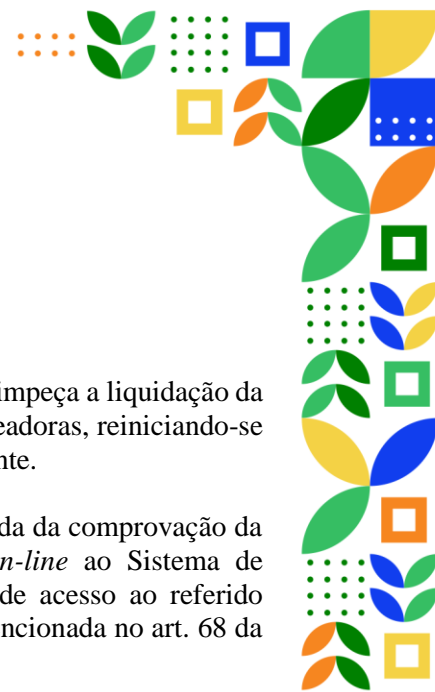 impeça a liquidação da
eadoras, reiniciando-se
nte.
da da comprovação da
n-line ao Sistema de
de acesso ao referido
encionada no art. 68 da